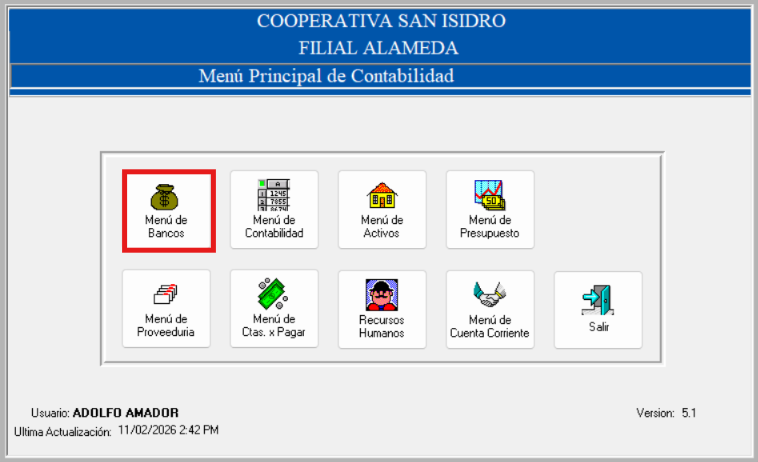 COOPERATIVA SAN ISIDRO
FILIAL ALAMEDA
Menú Principal de Contabilidad
Menú de
Bancos
Menú de
Contabilidad
Menú de
Activos
Menú de
Presupuesto
Menú de
Proveeduria
Menú de
Ctas. x Pagar
Recursos
Humanos
Menú de
Cuenta Corriente
Salir
Usuario: ADOLFO AMADOR
Version: 5.1
Ultima Actualización: 11/02/2026 2:42 PM